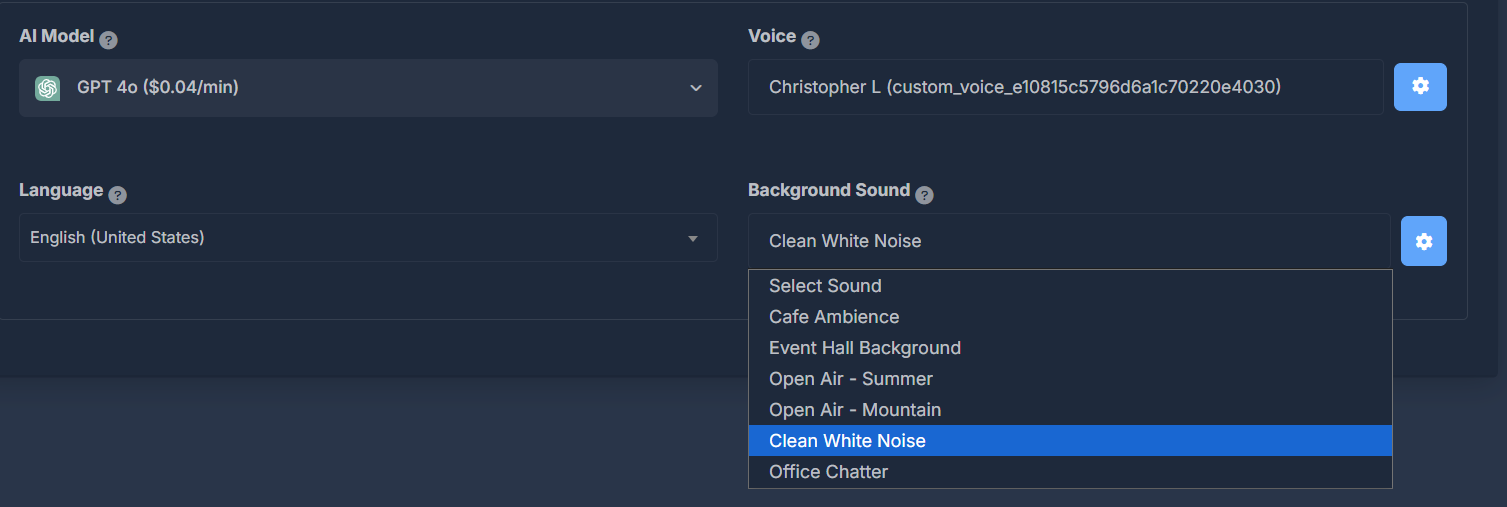 AI Model ?
Voice ?
GPT 4o ($0.04/min)
Christopher L (custom_voice_e10815c5796d6a1c70220e4030)
Language ?
Background Sound ?
English (United States)
Clean White Noise
Select Sound
Cafe Ambience
Event Hall Background
Open Air - Summer
Open Air - Mountain
Clean White Noise
Office Chatter